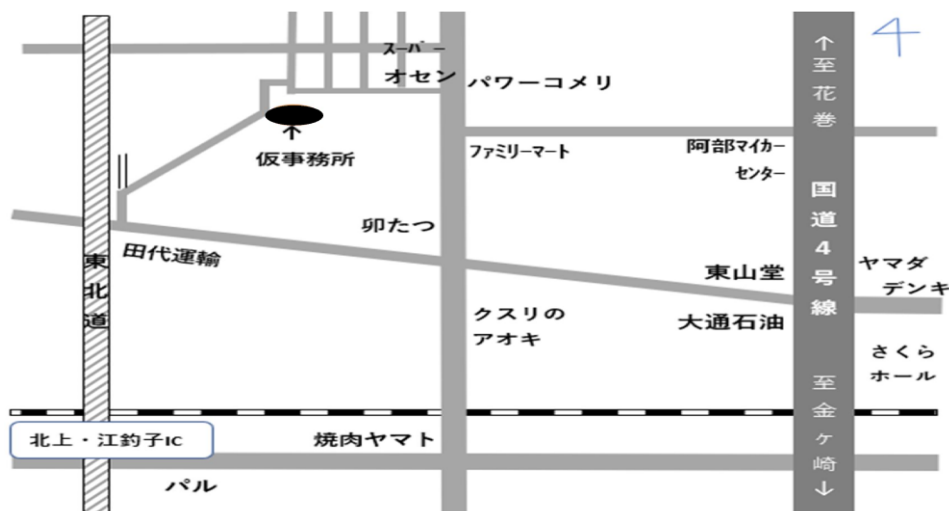 4
↑至花巻
ｽｰﾊﾟｰ
オセン
パワーコメリ
ファミリーマート
阿部マイカー
センター
↑
仮事務所
国道４号線
卯たつ
田代運輸
東北道
東山堂
ヤマダ
デンキ
クスリの
アオキ
大通石油
さくら
ホール
至金ヶ崎↓
北上・江釣子IC
焼肉ヤマト
パル